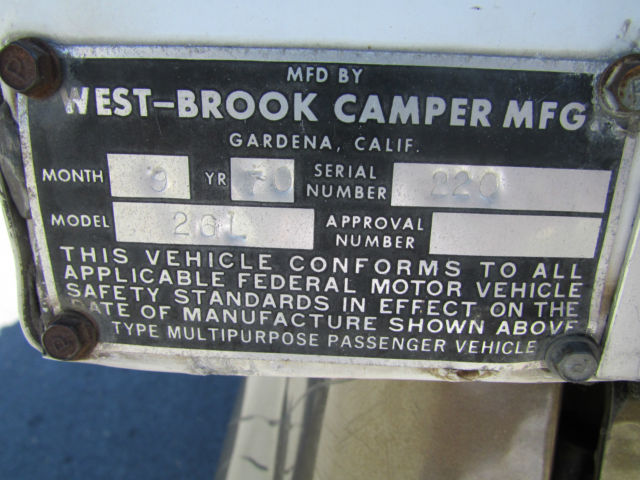 MFD BY
WEST-BROOK CAMPER MFG
GARDENA, CALIF.
MONTH 9 YR 70 SERIAL NUMBER 220
MODEL 26L APPROVAL NUMBER
THIS VEHICLE CONFORMS TO ALL
APPLICABLE FEDERAL MOTOR VEHICLE
SAFETY STANDARDS IN EFFECT ON THE
DATE OF MANUFACTURE SHOWN ABOVE
TYPE MULTIPURPOSE PASSENGER VEHICLE